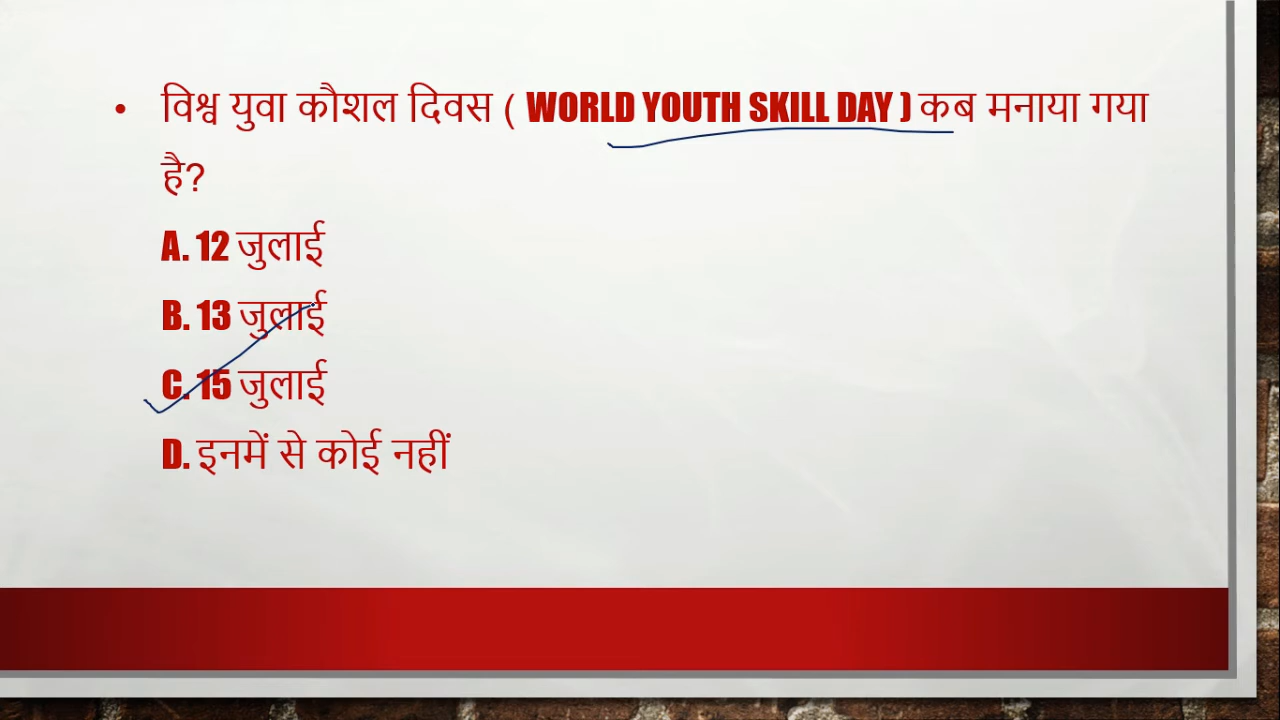 • विश्व युवा कौशल दिवस ( WORLD YOUTH SKILL DAY ) कब मनाया गया
है?
A. 12 जुलाई
B. 13 जुलाई
C. 15 जुलाई
D. इनमें से कोई नहीं